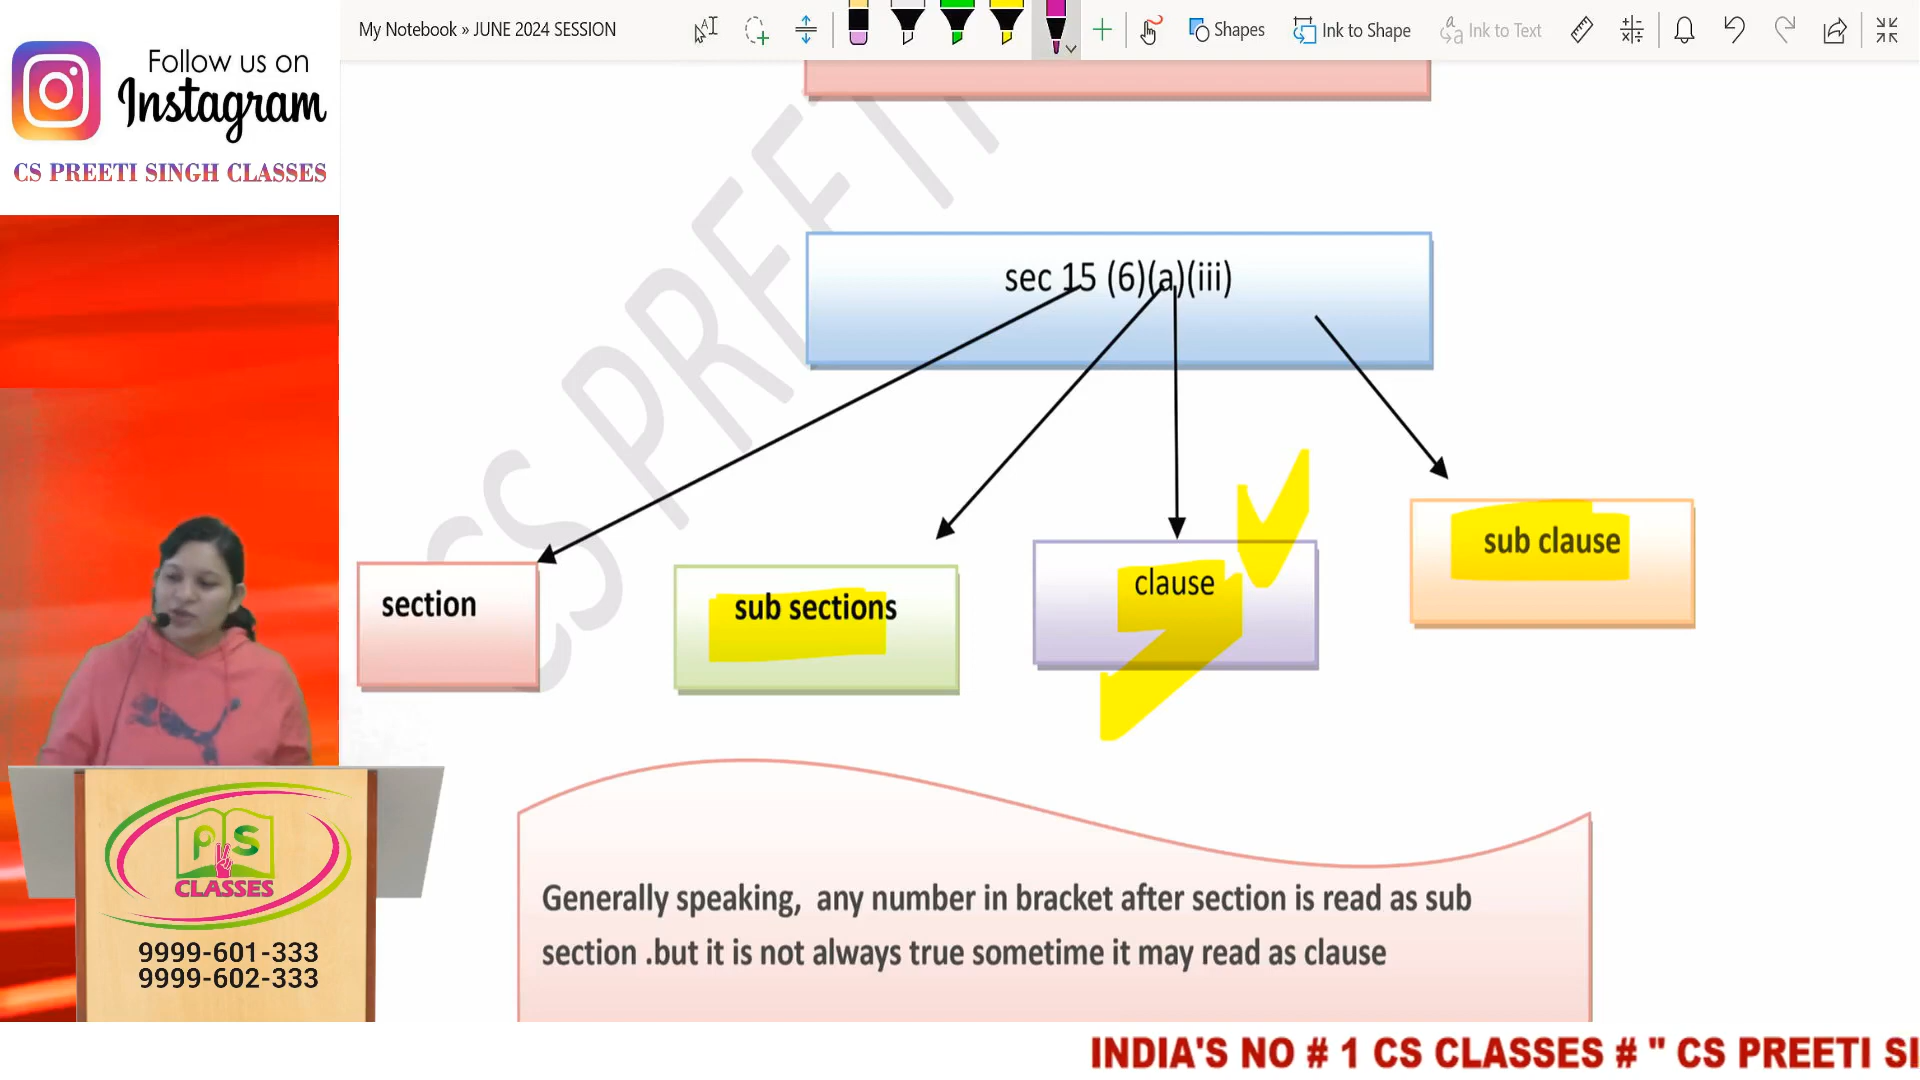 My Notebook » JUNE 2024 SESSION
Shapes
Ink to Shape
Ink to Text
Follow us on
Instagram
CS PREETI SINGH CLASSES
CS PREETI
sec 15 (6)(a)(iii)
section
sub sections
clause
sub clause
Generally speaking, any number in bracket after section is read as sub
section .but it is not always true sometime it may read as clause
PS
CLASSES
9999-601-333
9999-602-333
INDIA'S NO # 1 CS CLASSES # " CS PREETI SI